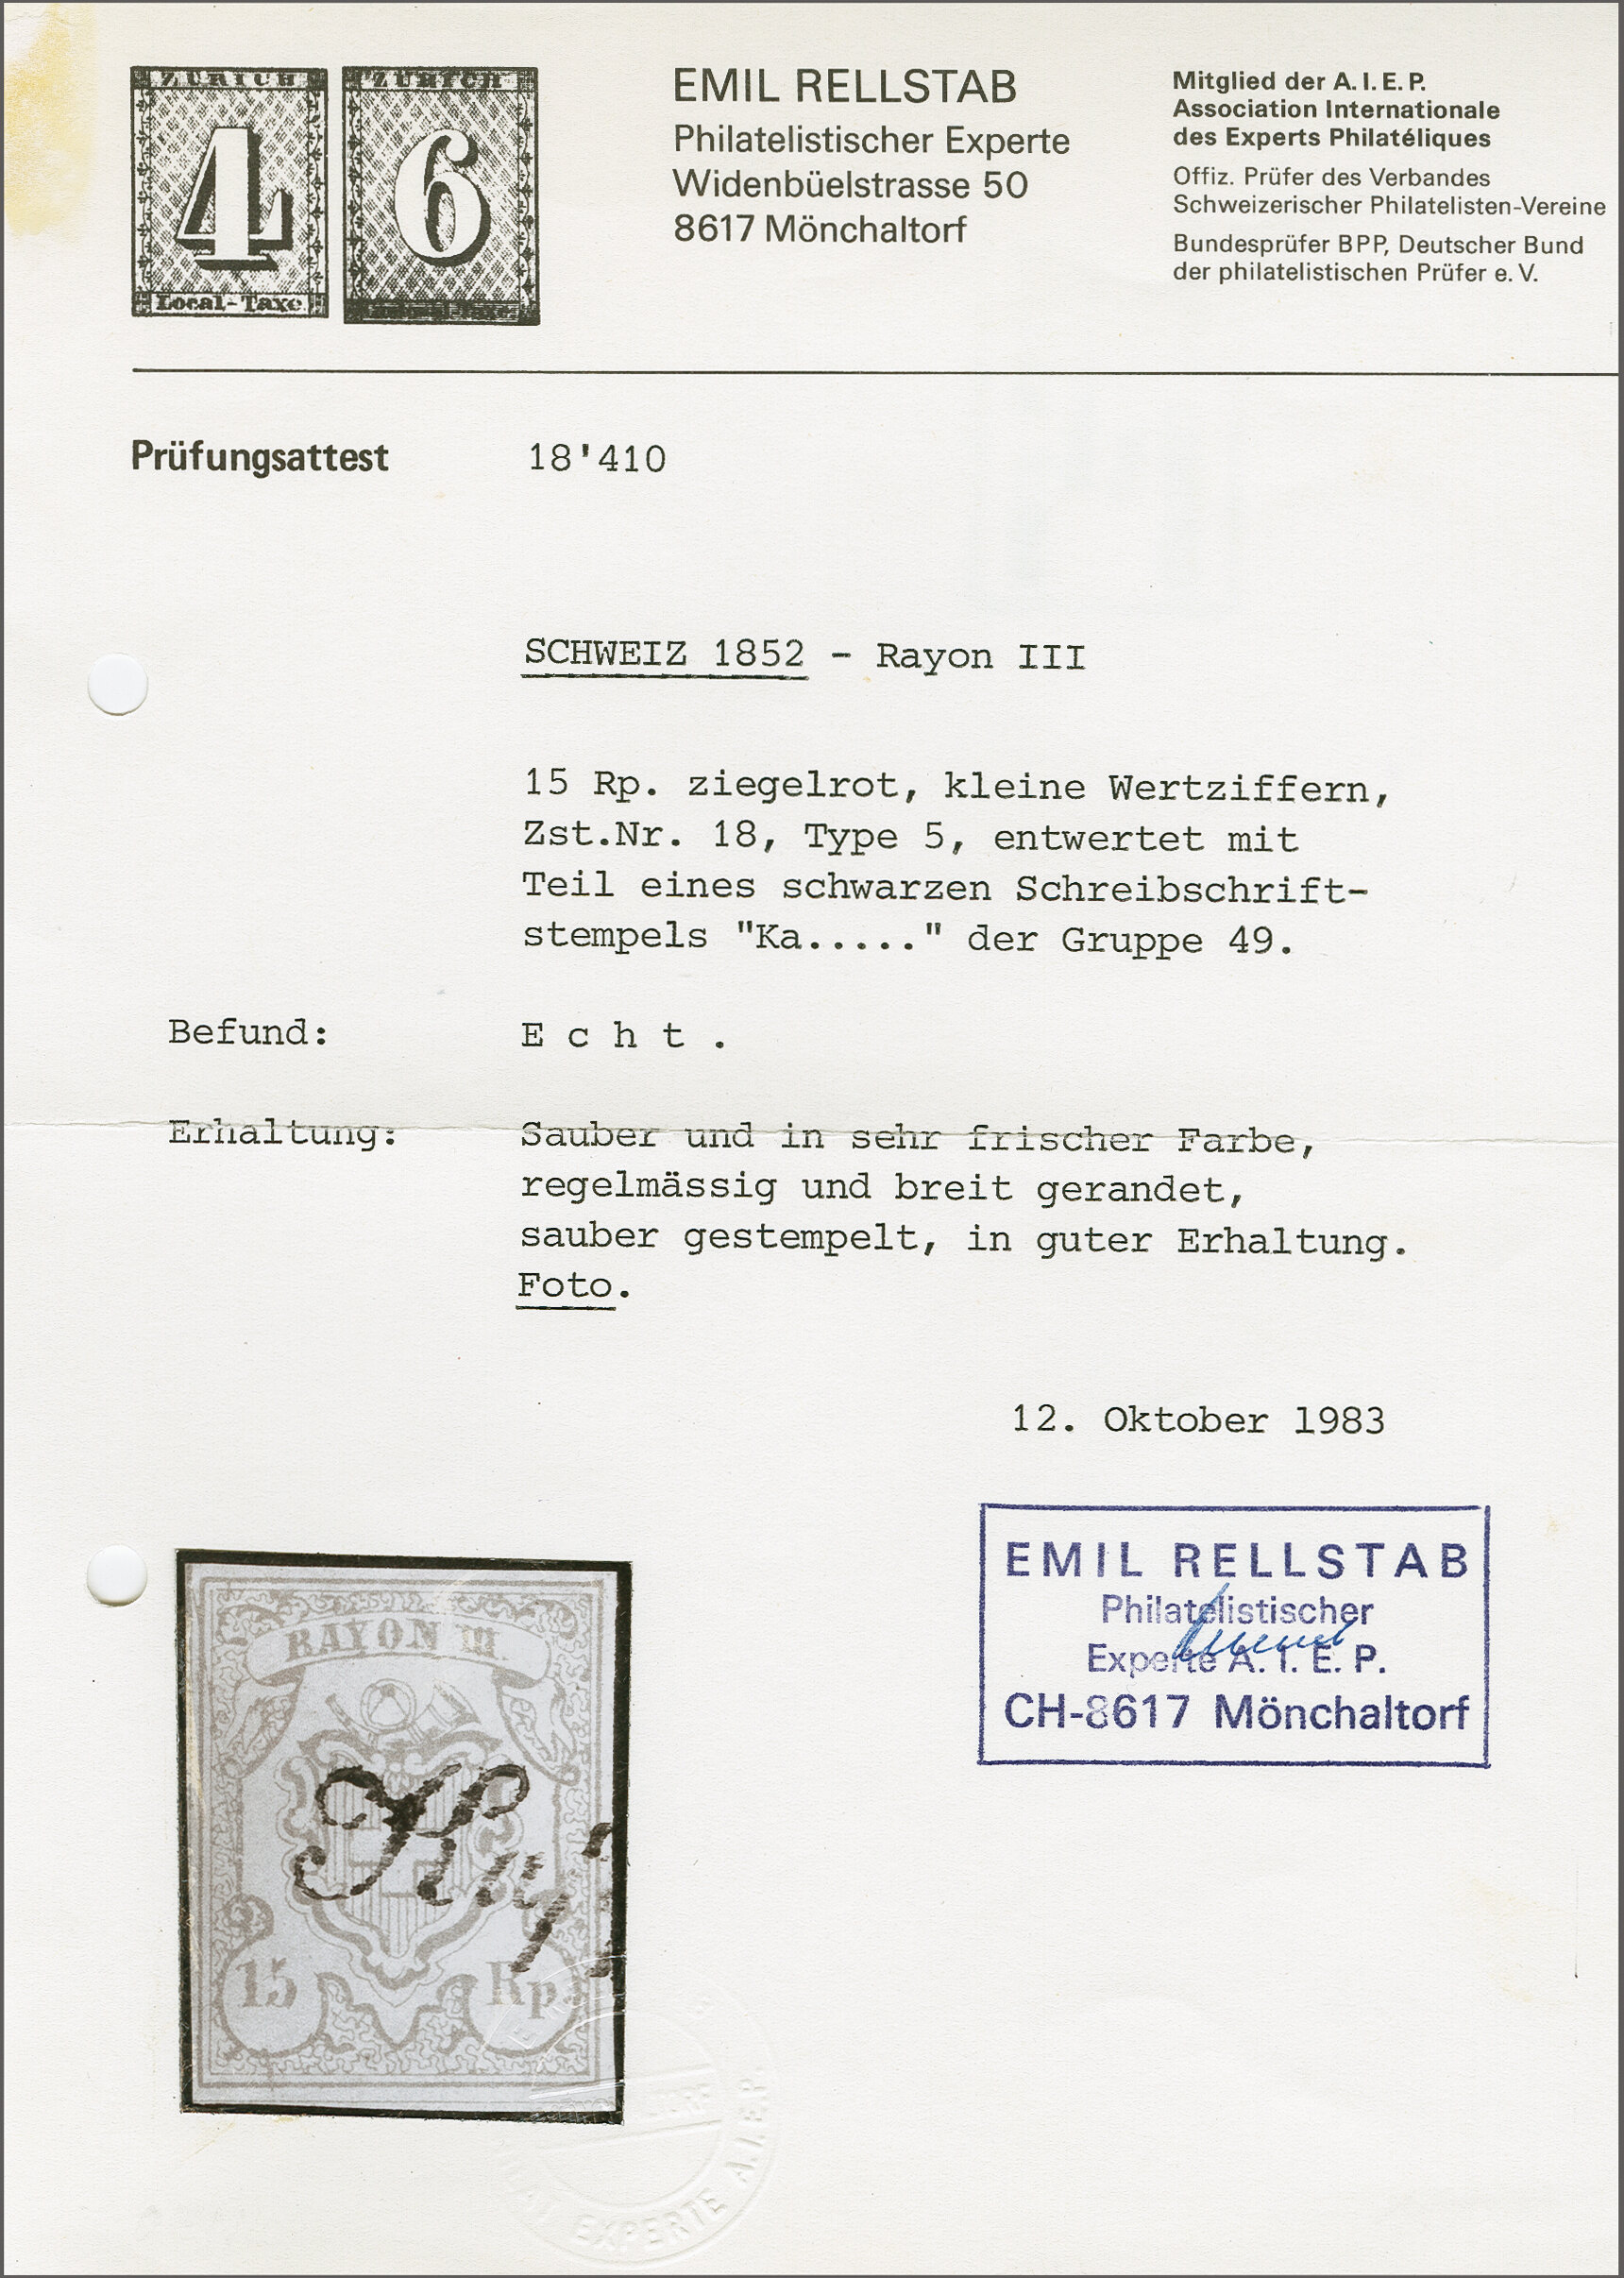 ZÜRICH
4
Local-Taxe
ZÜRICH
6
EMIL RELLSTAB
Philatelistischer Experte
Widenbüelstrasse 50
8617 Mönchaltorf
Mitglied der A.I.E.P.
Association Internationale
des Experts Philatéliques
Offiz. Prüfer des Verbandes
Schweizerischer Philatelisten-Vereine
Bundesprüfer BPP, Deutscher Bund
der philatelistischen Prüfer e.V.
Prüfungsattest 18'410
SCHWEIZ 1852 - Rayon III
15 Rp. ziegelrot, kleine Wertziffern,
Zst.Nr. 18, Type 5, entwertet mit
Teil eines schwarzen Schreibschrift-
stempels "Ka....." der Gruppe 49.
Befund: E c h t .
Erhaltung: Sauber und in sehr frischer Farbe,
regelmässig und breit gerandet,
sauber gestempelt, in guter Erhaltung.
Foto.
12. Oktober 1983
EMIL RELLSTAB
Philatelistischer
Experte A. I. E. P.
CH-8617 Mönchaltorf
RAYON III.
15 Rp
EXPERTE A.I.E.P.